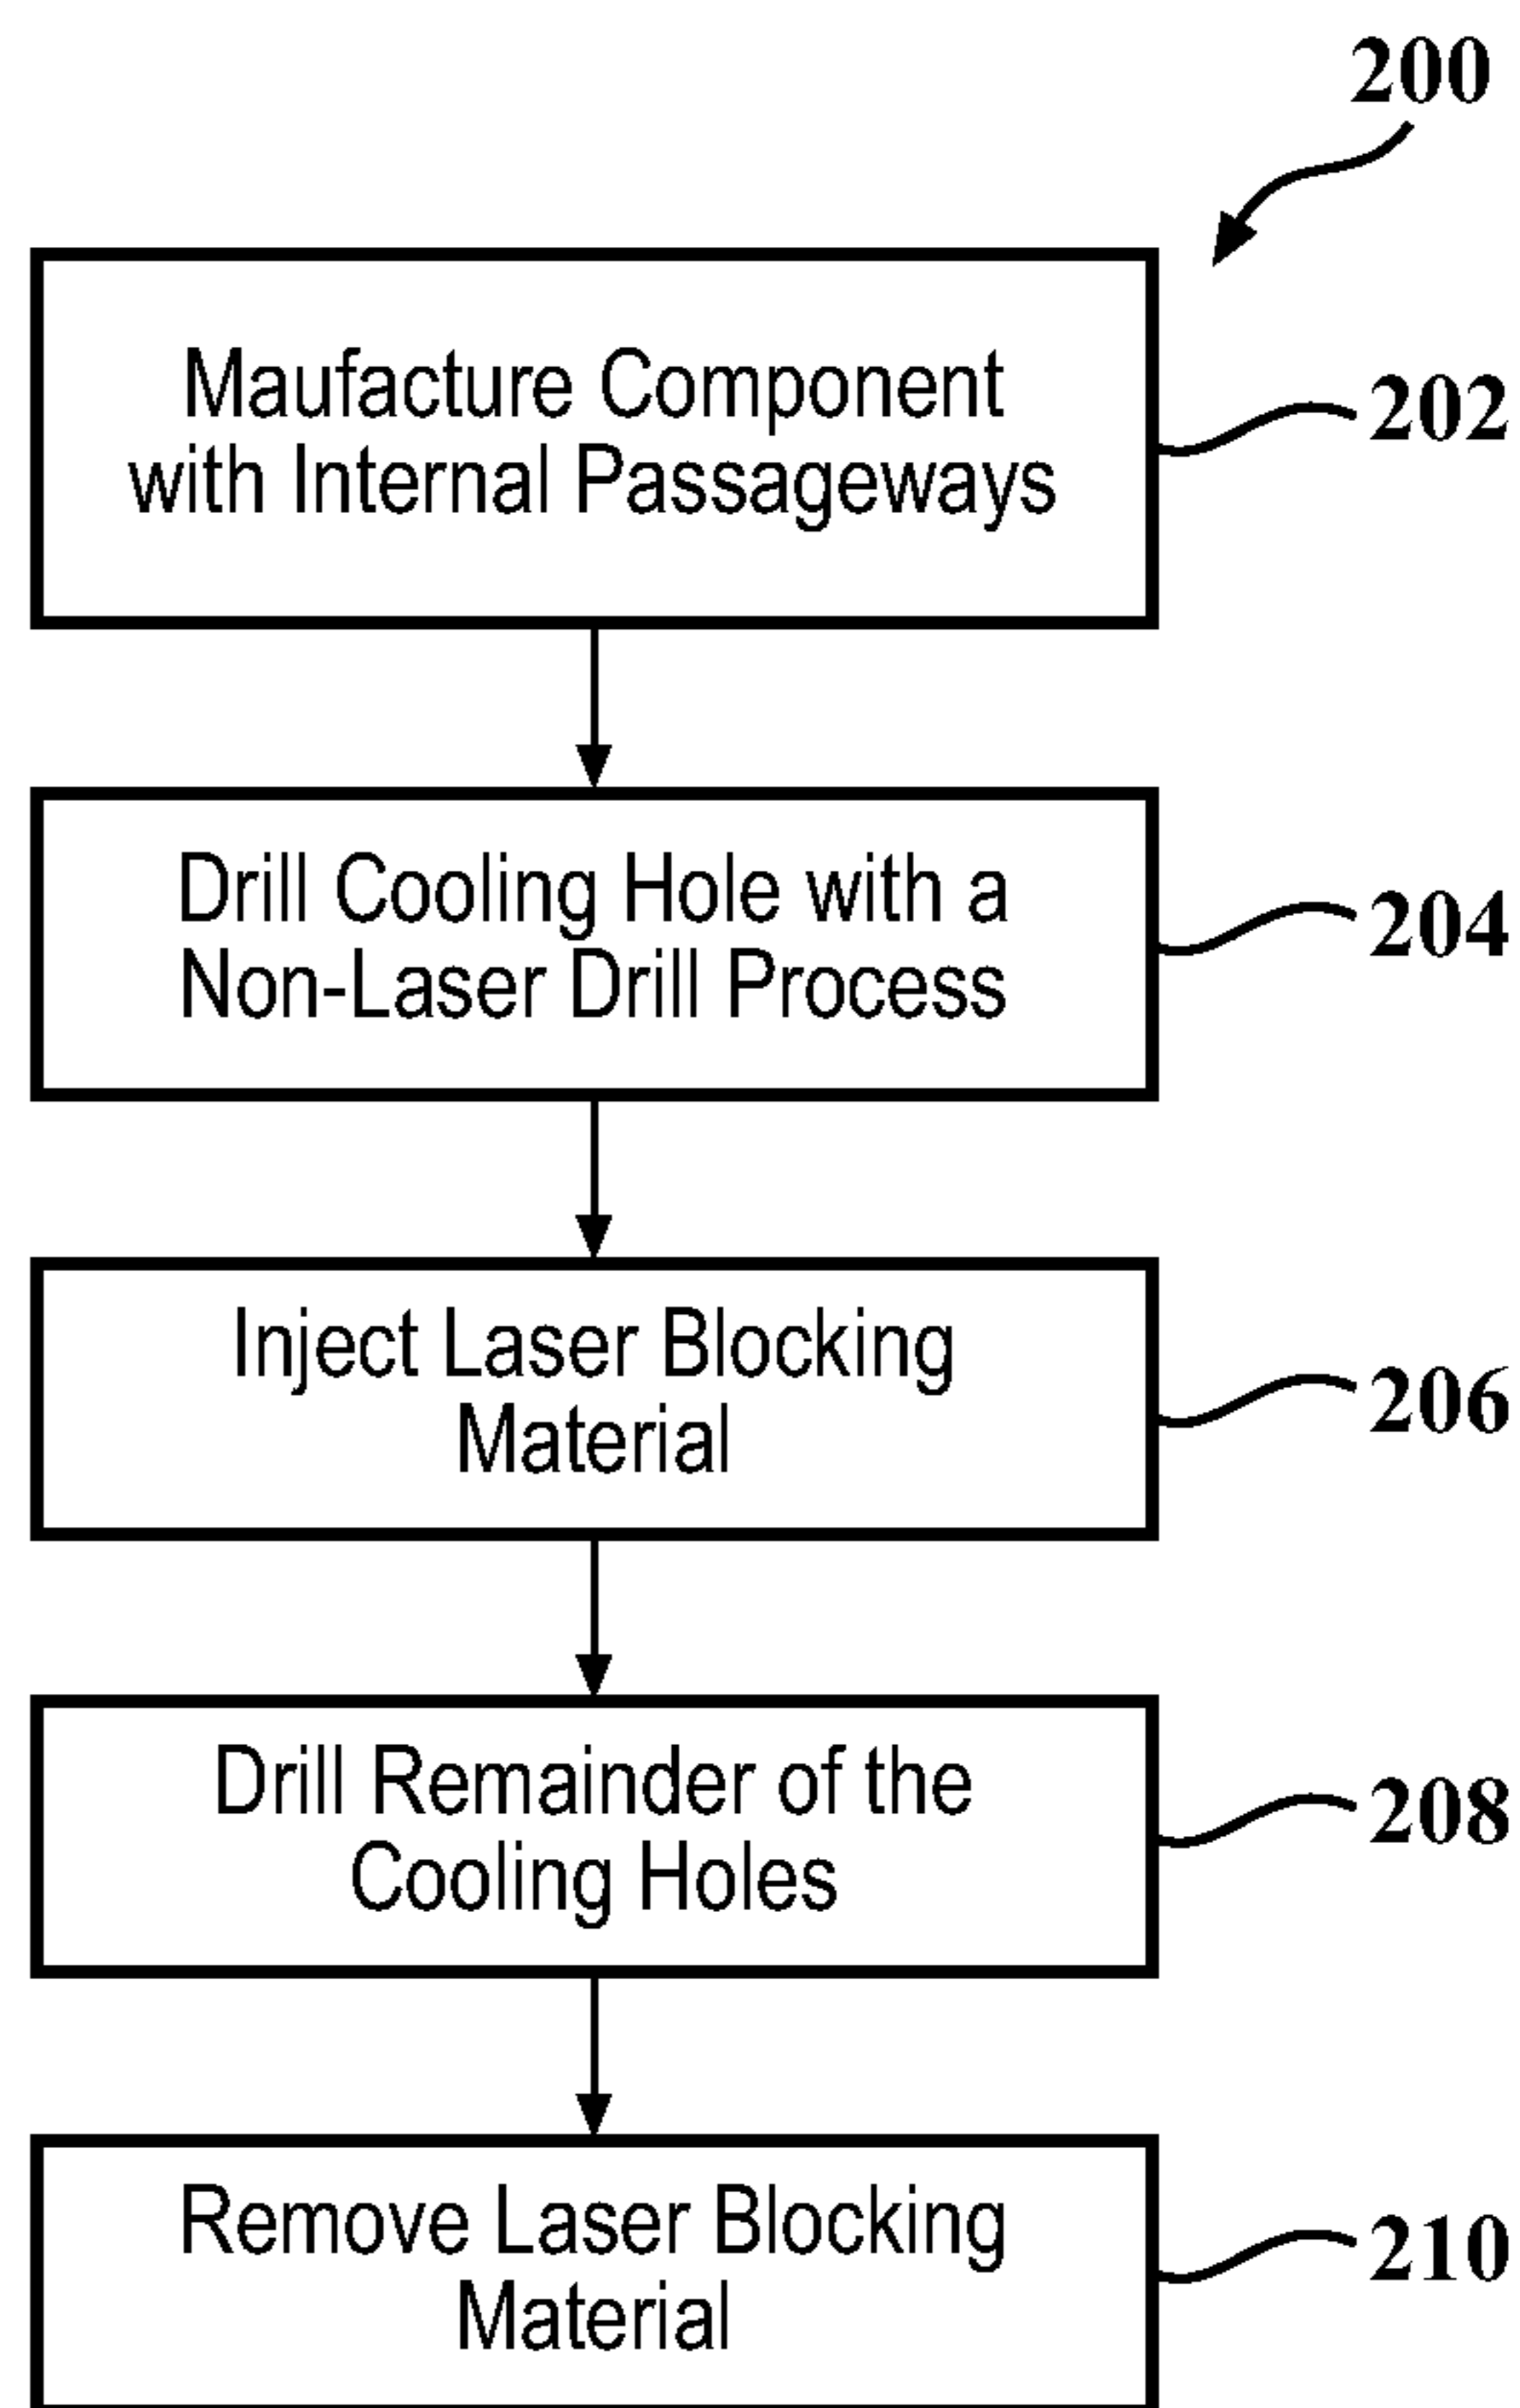 200
Maufacture Component
with Internal Passageways
202
Drill Cooling Hole with a
Non-Laser Drill Process
204
Inject Laser Blocking
Material
206
Drill Remainder of the
Cooling Holes
208
Remove Laser Blocking
Material
210